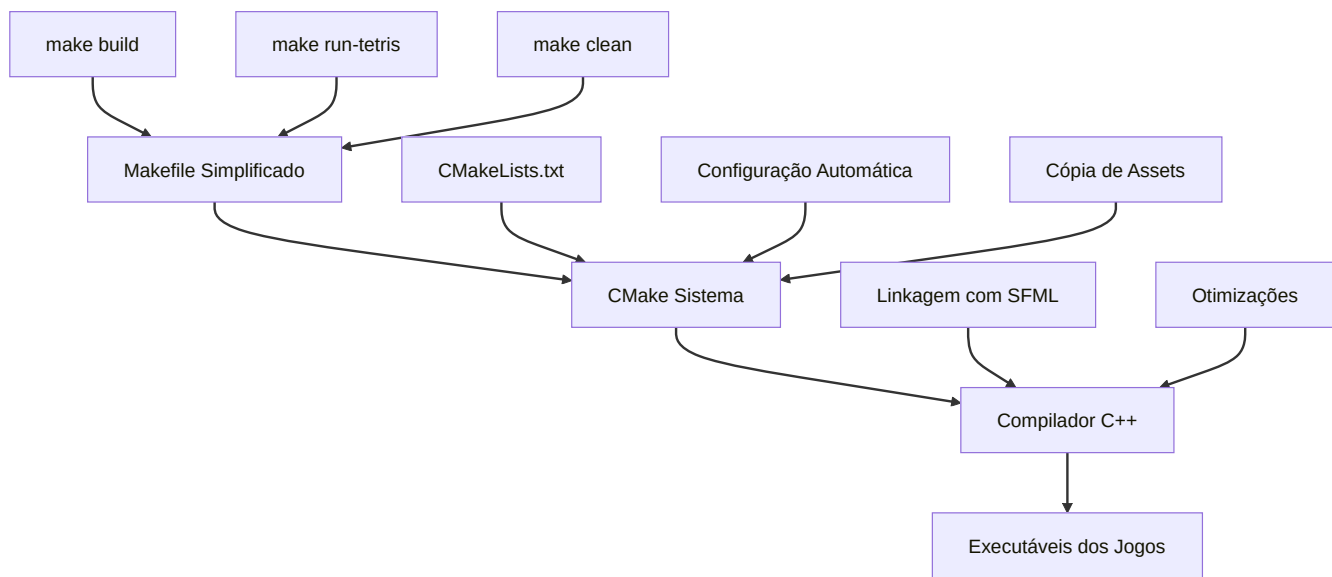 make build
make run-tetris
make clean
Makefile Simplificado
CMakeLists.txt
Configuração Automática
Cópia de Assets
CMake Sistema
Linkagem com SFML
Otimizações
Compilador C++
Executáveis dos Jogos